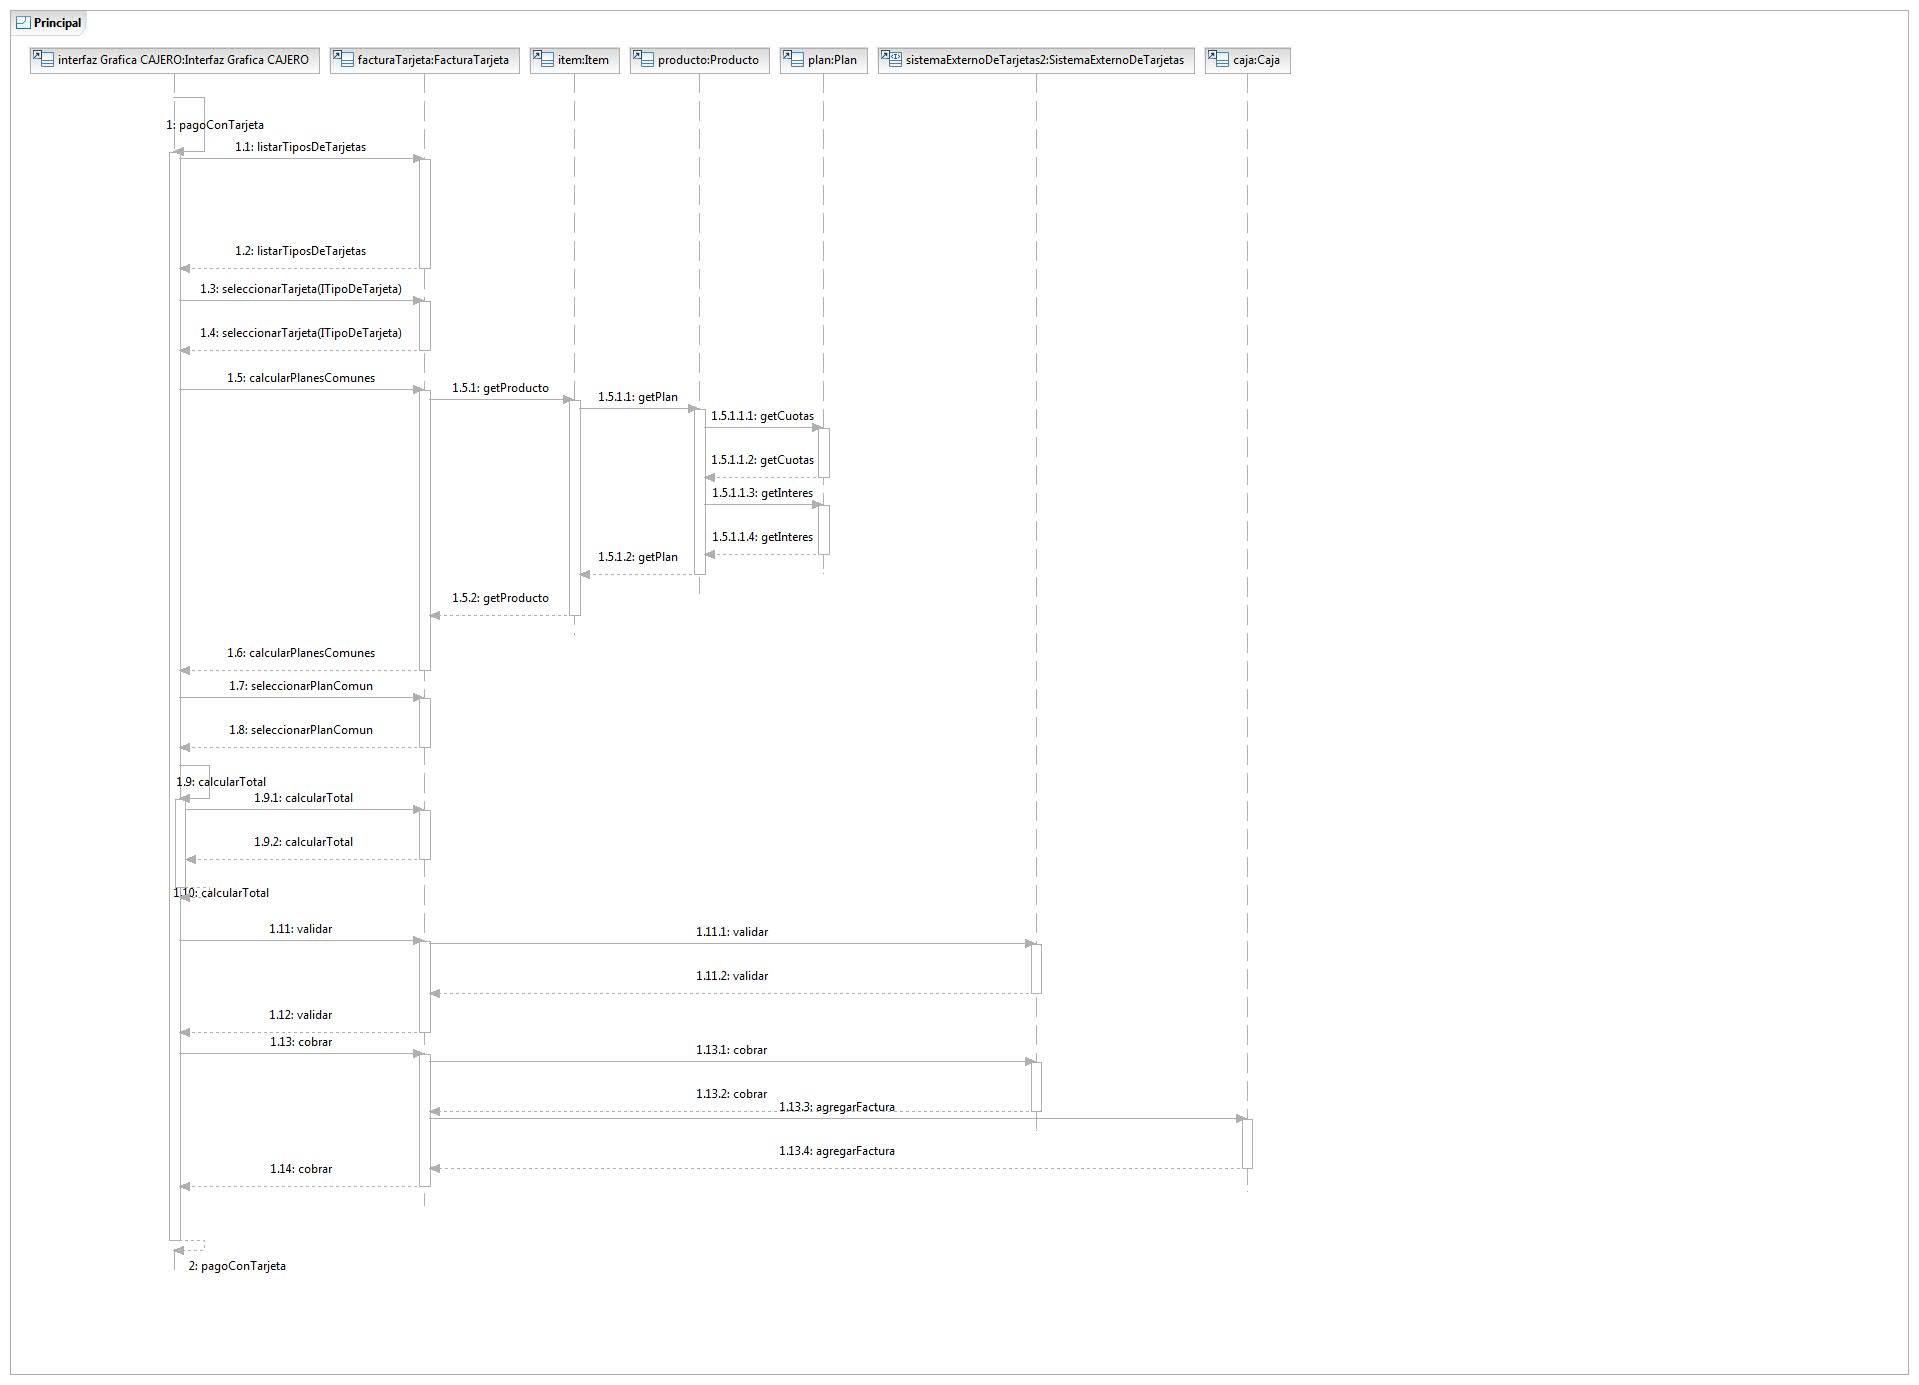 Principal
interfaz Grafica CAJERO:Interfaz Grafica CAJERO
facturaTarjeta:FacturaTarjeta
item:Item
producto:Producto
plan:Plan
sistemaExternoDeTarjetas2:SistemaExternoDeTarjetas
caja:Caja
1: pagoConTarjeta
1.1: listarTiposDeTarjetas
1.2: listarTiposDeTarjetas
1.3: seleccionarTarjeta(ITipoDeTarjeta)
1.4: seleccionarTarjeta(ITipoDeTarjeta)
1.5: calcularPlanesComunes
1.5.1: getProducto
1.5.1.1: getPlan
1.5.1.1.1: getCuotas
1.5.1.1.2: getCuotas
1.5.1.1.3: getInteres
1.5.1.1.4: getInteres
1.5.1.2: getPlan
1.5.2: getProducto
1.6: calcularPlanesComunes
1.7: seleccionarPlanComun
1.8: seleccionarPlanComun
1.9: calcularTotal
1.9.1: calcularTotal
1.9.2: calcularTotal
1.10: calcularTotal
1.11: validar
1.11.1: validar
1.11.2: validar
1.12: validar
1.13: cobrar
1.13.1: cobrar
1.13.2: cobrar
1.13.3: agregarFactura
1.13.4: agregarFactura
1.14: cobrar
2: pagoConTarjeta